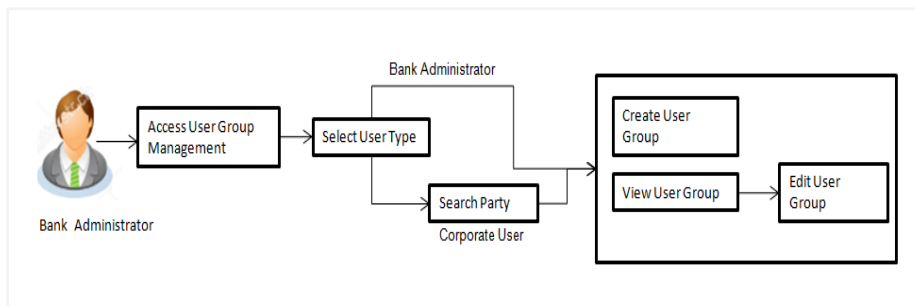 Bank Administrator
Access User Group
Management
Select User Type
Search Party
Corporate User
Create User
Group
View User Group
Edit User
Group
Bank Administrator